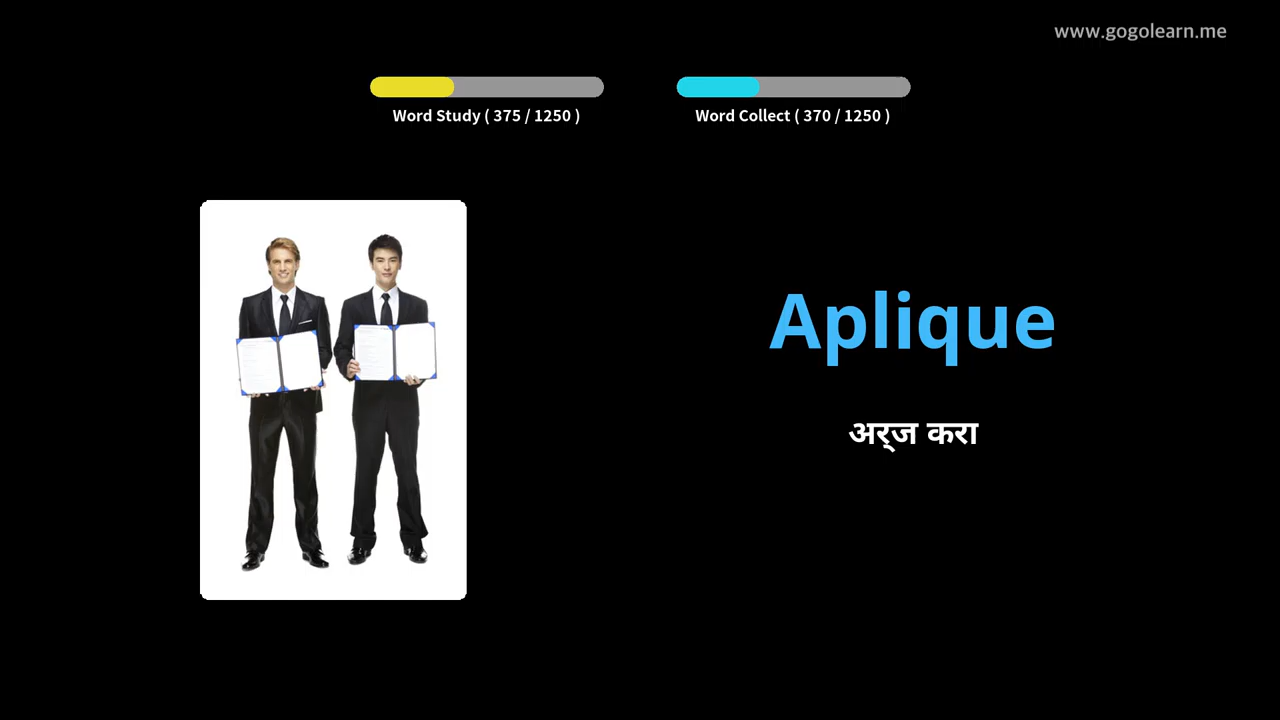 www.gogolearn.me
Word Study ( 375 / 1250 )
Word Collect ( 370 / 1250 )
Aplique
अर्ज करा